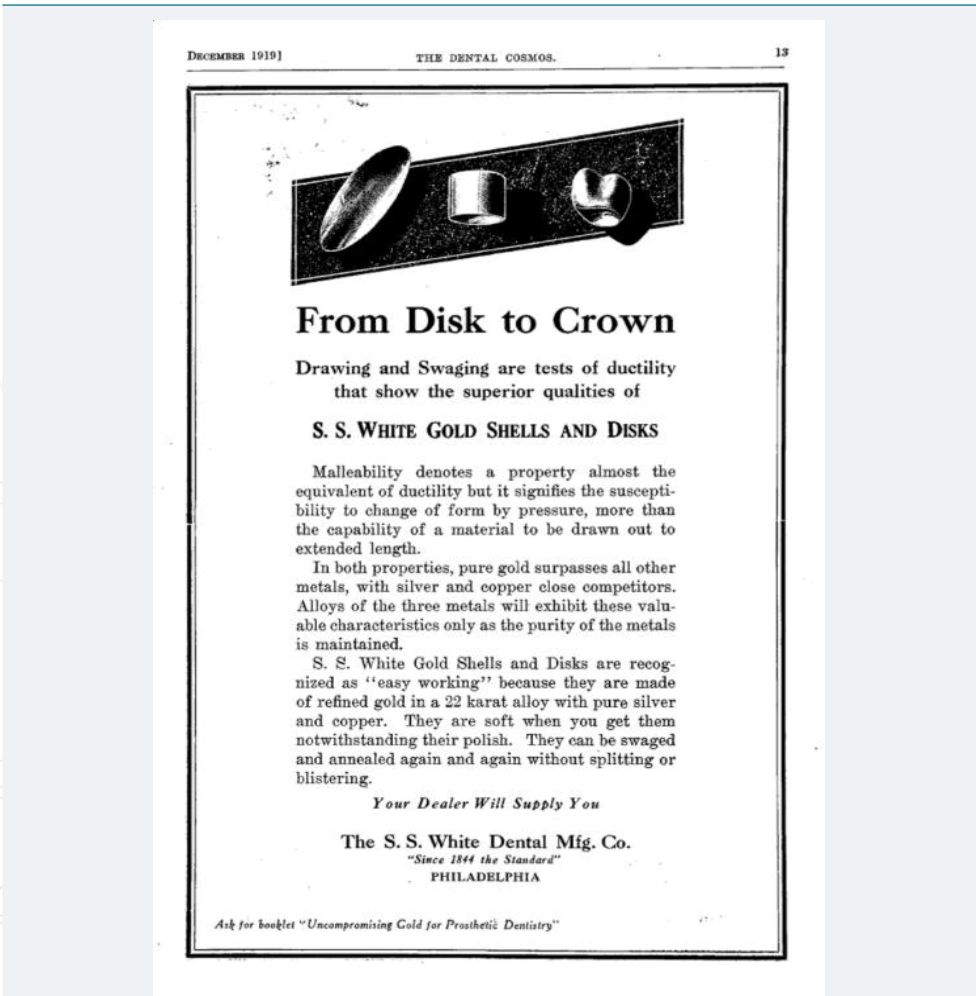 DECEMBER 1919]
THE DENTAL COSMOS.
13
From Disk to Crown
Drawing and Swaging are tests of ductility
that show the superior qualities of
S. S. WHITE GOLD SHELLS AND DISKS
Malleability denotes a property almost the
equivalent of ductility but it signifies the suscepti-
bility to change of form by pressure, more than
the capability of a material to be drawn out to
extended length.
In both properties, pure gold surpasses all other
metals, with silver and copper close competitors.
Alloys of the three metals will exhibit these valu-
able characteristics only as the purity of the metals
is maintained.
S. S. White Gold Shells and Disks are recog-
nized as "easy working" because they are made
of refined gold in a 22 karat alloy with pure silver
and copper. They are soft when you get them
notwithstanding their polish. They can be swaged
and annealed again and again without splitting or
blistering.
Your Dealer Will Supply You
The S. S. White Dental Mfg. Co.
"Since 1844 the Standard"
PHILADELPHIA
Ask for booklet "Uncompromising Gold for Prosthetic Dentistry"